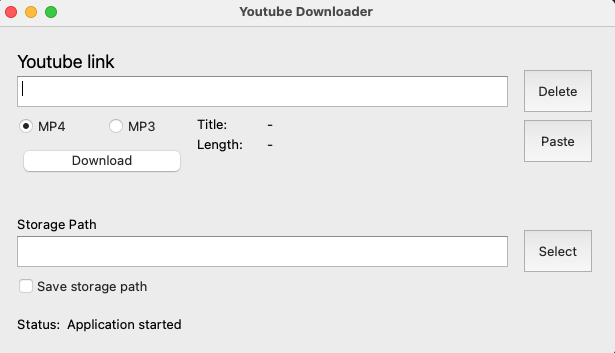 Youtube Downloader
Youtube link
Delete
MP4 MP3 Title: -
Length: -
Paste
Download
Storage Path
Select
Save storage path
Status: Application started